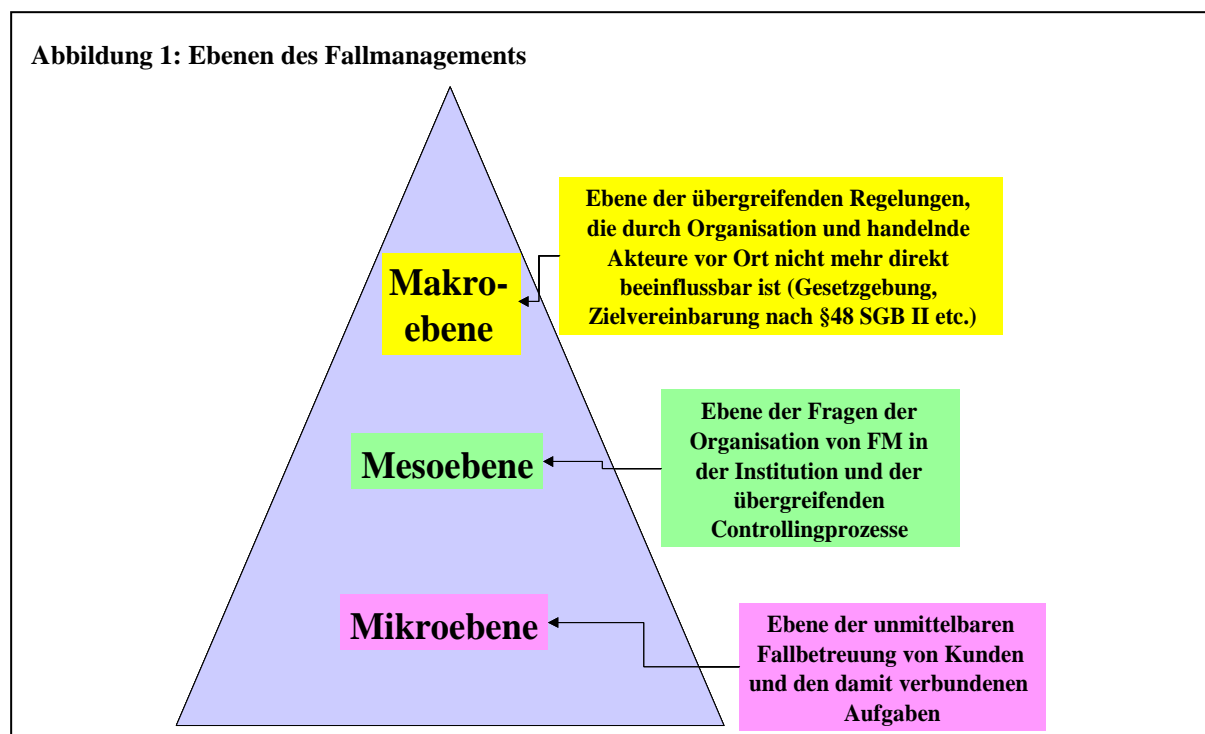 Abbildung 1: Ebenen des Fallmanagements
Makro-
ebene
Ebene der übergreifenden Regelungen,
die durch Organisation und handelnde
Akteure vor Ort nicht mehr direkt
beeinflussbar ist (Gesetzgebung,
Zielvereinbarung nach §48 SGB II etc.)
Mesoebene
Ebene der Fragen der
Organisation von FM in
der Institution und der
übergreifenden
Controllingprozesse
Mikroebene
Ebene der unmittelbaren
Fallbetreuung von Kunden
und den damit verbundenen
Aufgaben